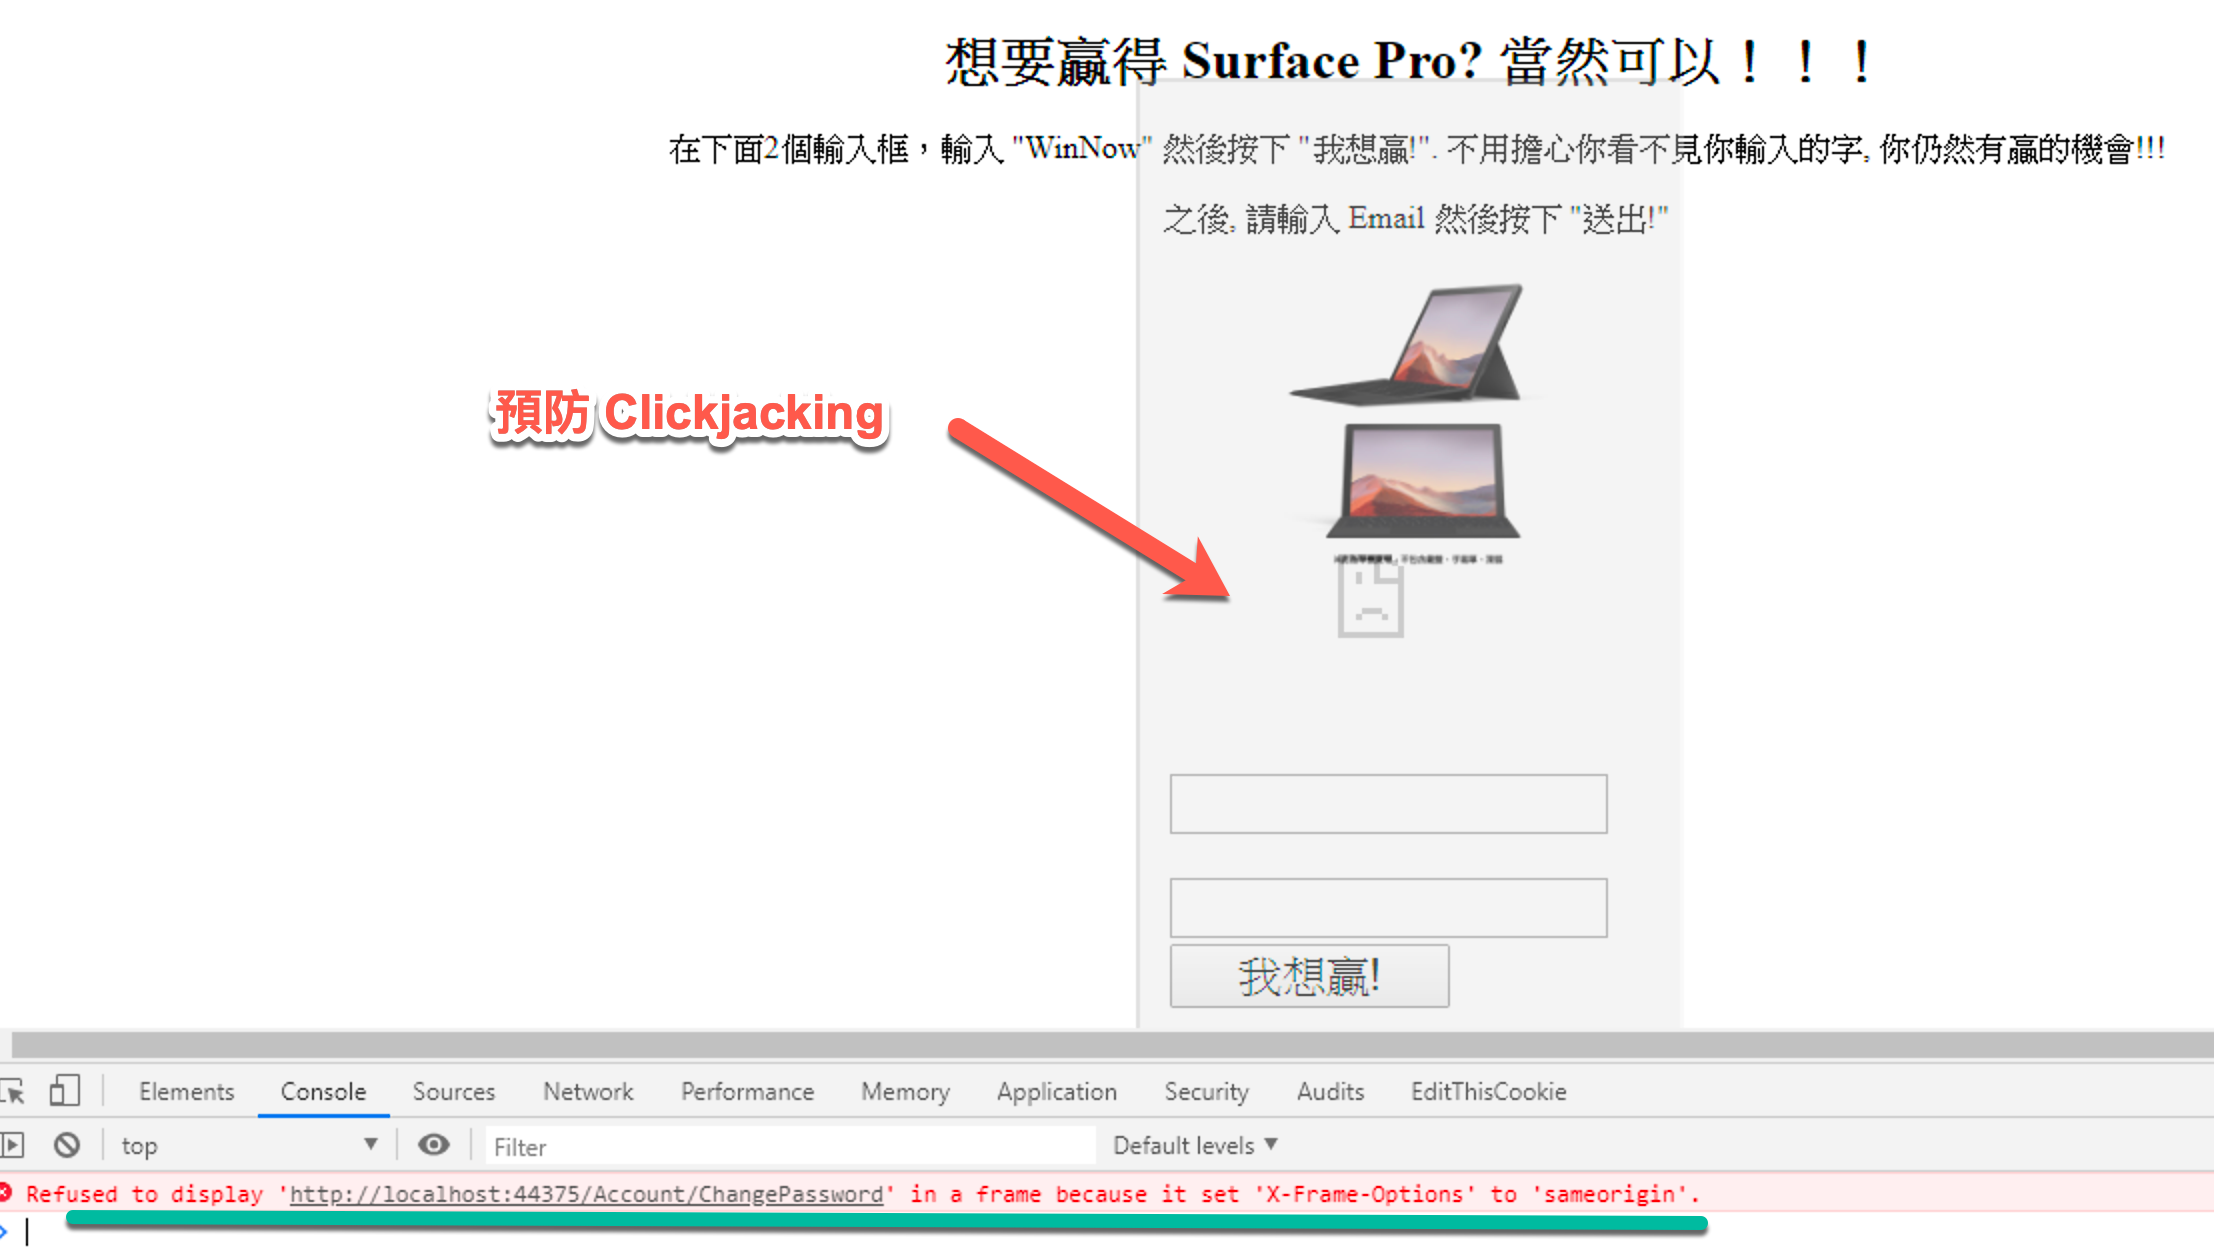 想要贏得 Surface Pro? 當然可以！！！
在下面2個輸入框，輸入 "WinNow" 然後按下 "我想贏!". 不用擔心你看不見你輸入的字, 你仍然有贏的機會!!!
之後, 請輸入 Email 然後按下 "送出!"
預防 Clickjacking
我想贏!
Elements Console Sources Network Performance Memory Application Security Audits EditThisCookie
top Filter Default levels
Refused to display 'http://localhost:44375/Account/ChangePassword' in a frame because it set 'X-Frame-Options' to 'sameorigin'.